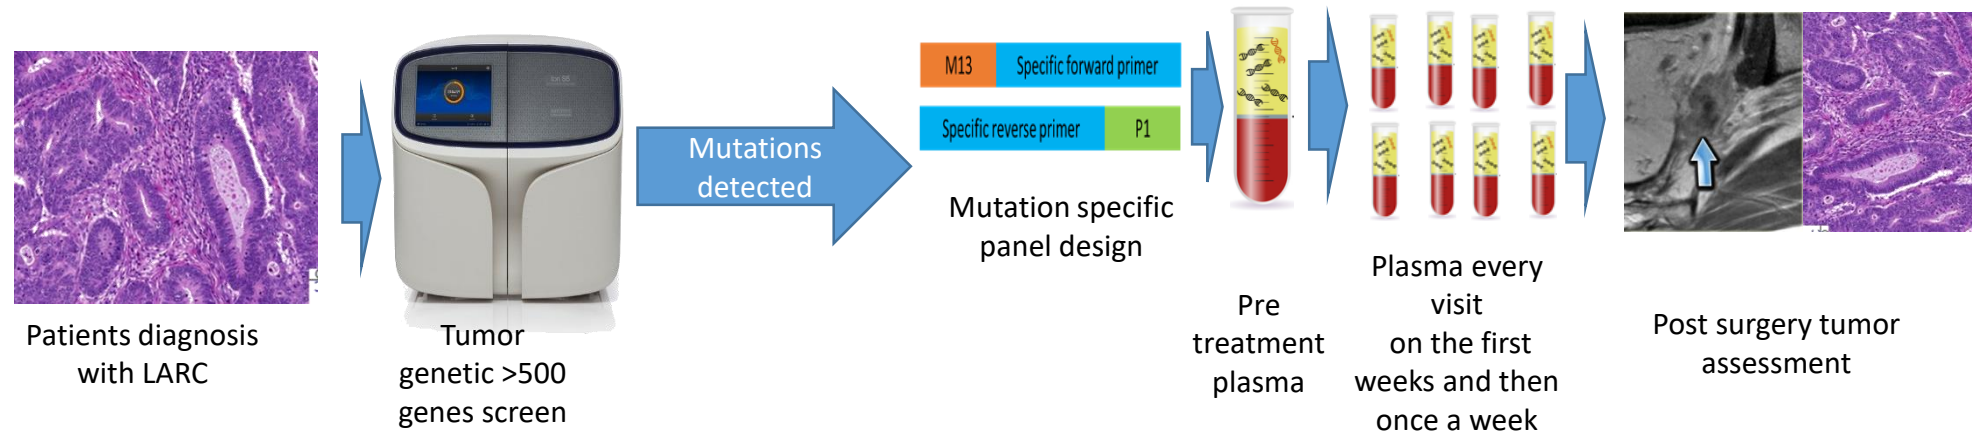 Patients diagnosis
with LARC
Tumor
genetic >500
genes screen
Mutations
detected
M13 Specific forward primer
Specific reverse primer P1
Mutation specific
panel design
Pre
treatment
plasma
Plasma every
visit
on the first
weeks and then
once a week
Post surgery tumor
assessment